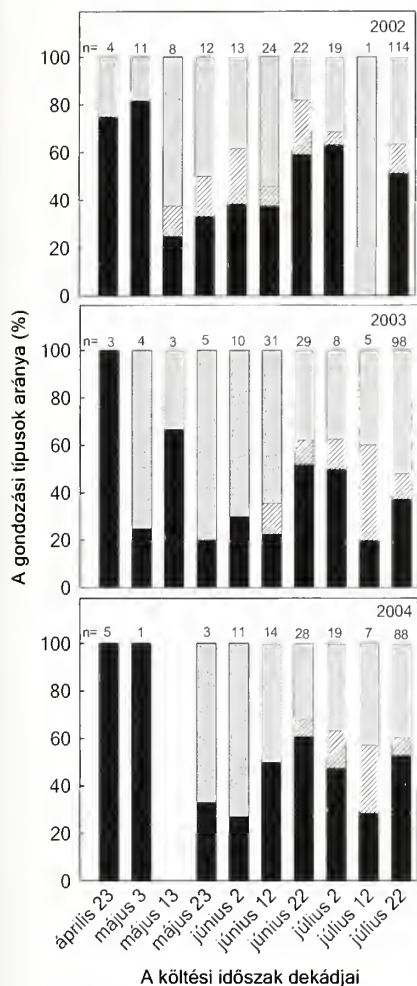 2002
n= 4 11 8 12 13 24 22 19 1 114
100
80
60
40
20
0
2003
n= 3 4 3 5 10 31 29 8 5 98
100
80
60
40
20
0
2004
n= 5 1 3 11 14 28 19 7 88
100
80
60
40
20
0
A gondozási típusok aránya (%)
április 23
május 3
május 13
május 23
június 2
június 12
június 22
július 2
július 12
július 22
A költési időszak dekádjai